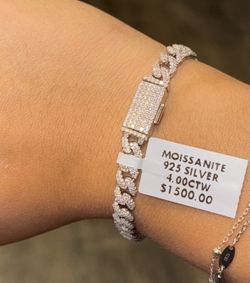 MOISSANITE
925 SILVER
4.00CTW
$1500.00